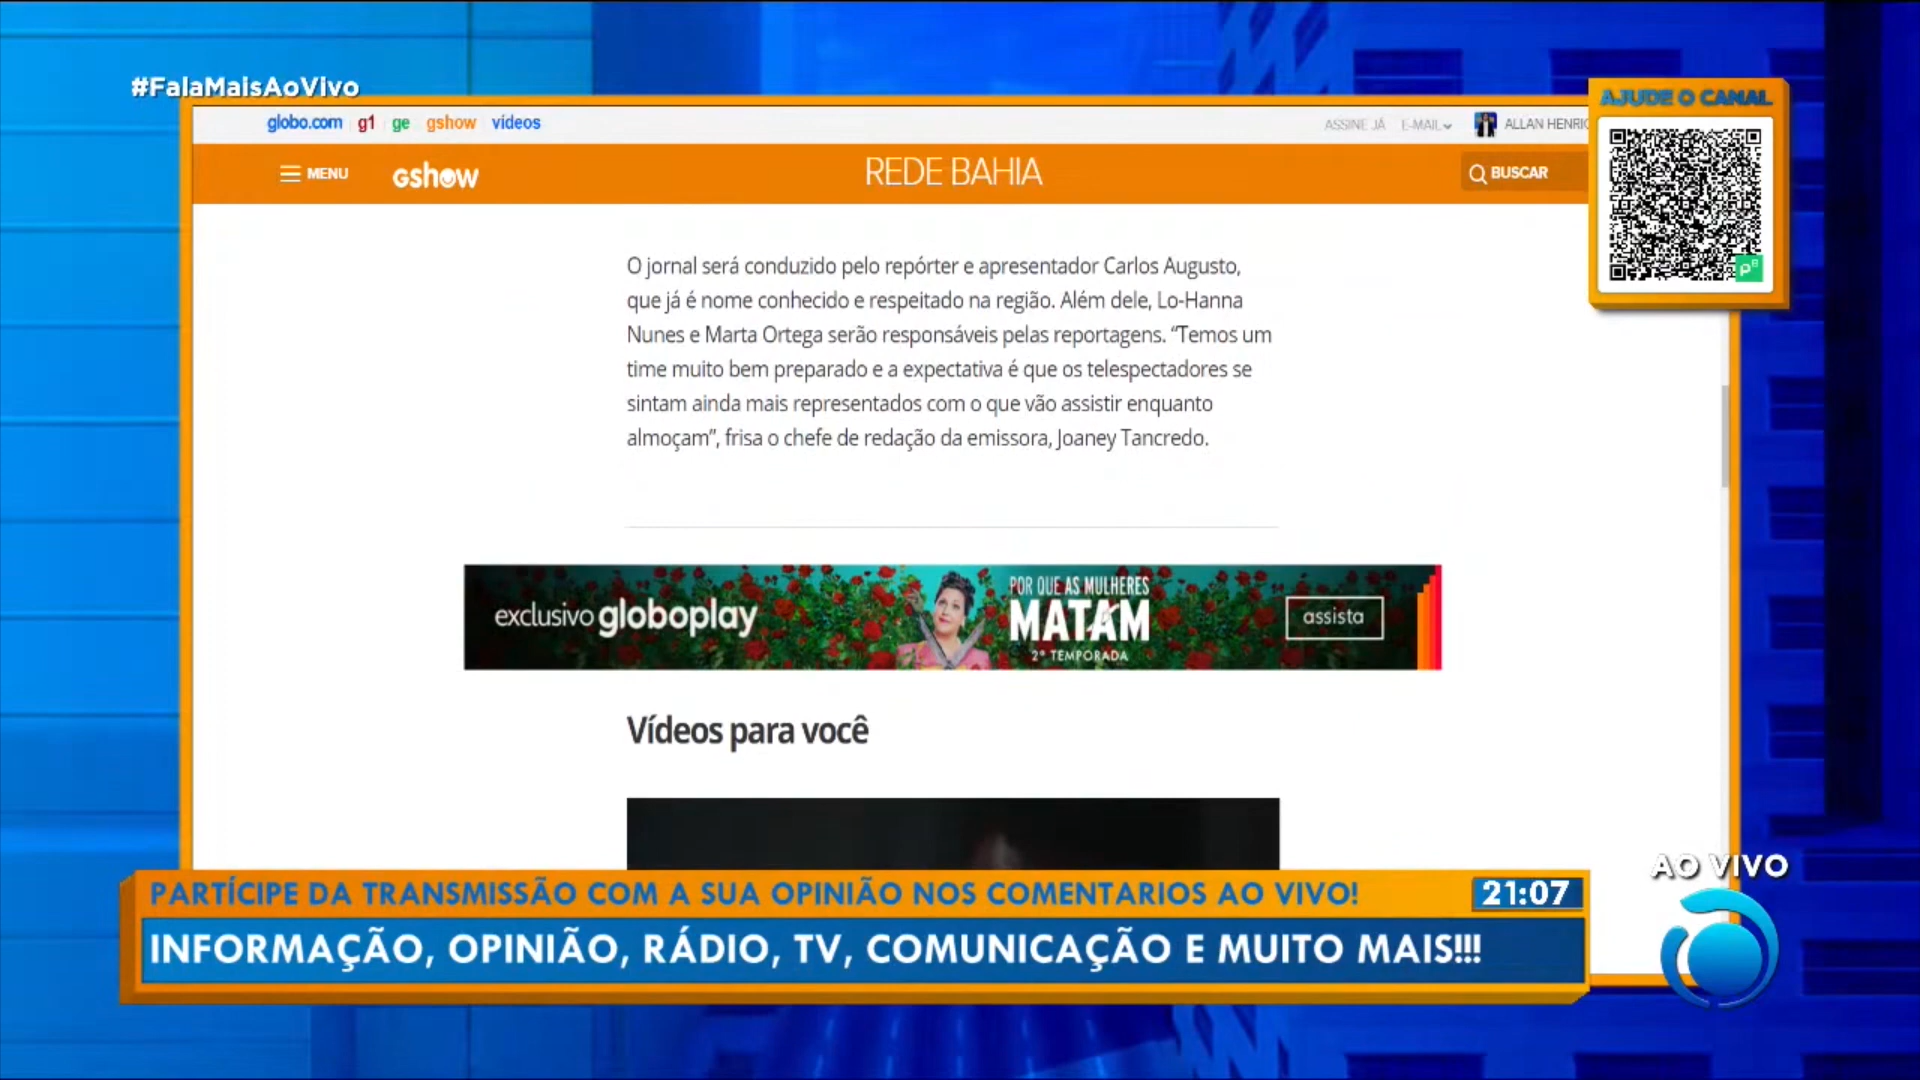 #FalaMaisAoVivo
AJUDE O CANAL
globo.com g1 ge gshow vídeos
ASSINE JÁ E-MAIL
MENU gshow REDE BAHIA BUSCAR
O jornal será conduzido pelo repórter e apresentador Carlos Augusto,
que já é nome conhecido e respeitado na região. Além dele, Lo-Hanna
Nunes e Marta Ortega serão responsáveis pelas reportagens. “Temos um
time muito bem preparado e a expectativa é que os telespectadores se
sintam ainda mais representados com o que vão assistir enquanto
almoçam”, frisa o chefe de redação da emissora, Joaney Tancredo.
exclusivo globoplay
POR QUE AS MULHERES
MATAM
2ª TEMPORADA
assista
Vídeos para você
AO VIVO
PARTÍCIPE DA TRANSMISSÃO COM A SUA OPINIÃO NOS COMENTARIOS AO VIVO! 21:07
INFORMAÇÃO, OPINIÃO, RÁDIO, TV, COMUNICAÇÃO E MUITO MAIS!!!